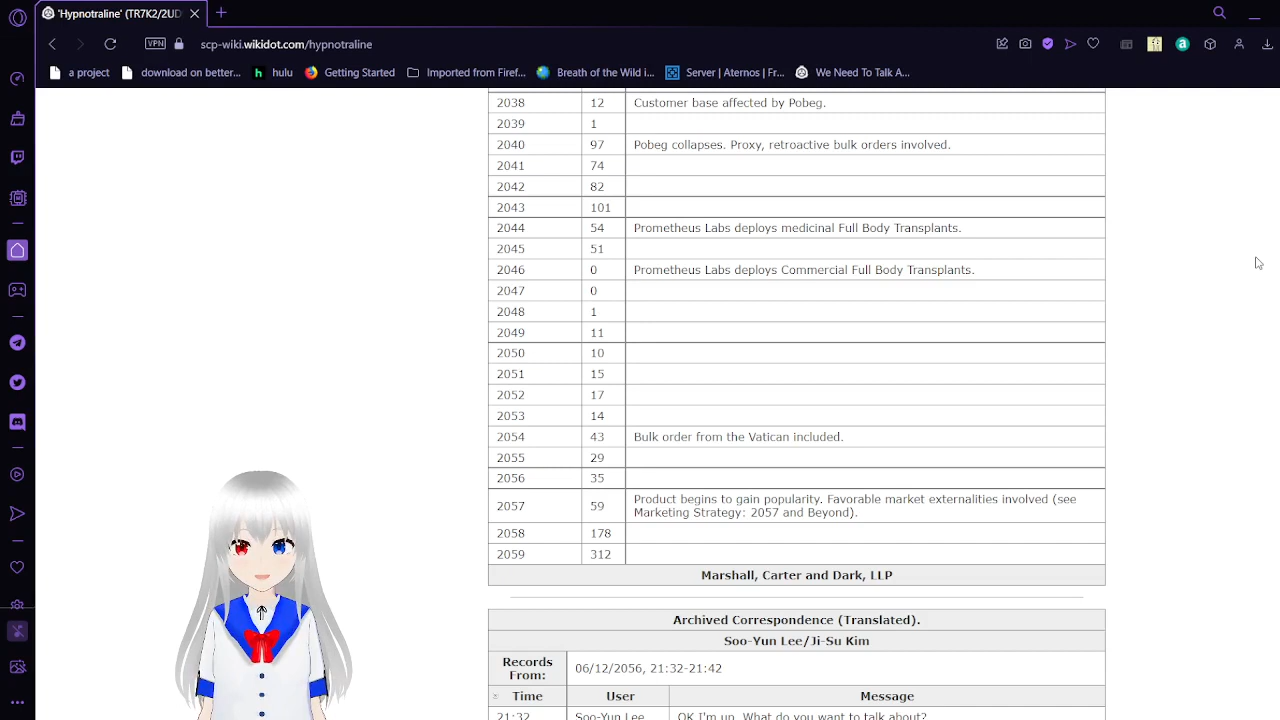 'Hypnotraline' (TR7K2/2UD
VPN
scp-wiki.wikidot.com/hypnotraline
a project
download on better...
hulu
Getting Started
Imported from Firef...
Breath of the Wild i...
Server | Aternos | Fr...
We Need To Talk A...
2038 12 Customer base affected by Pobeg.
2039 1
2040 97 Pobeg collapses. Proxy, retroactive bulk orders involved.
2041 74
2042 82
2043 101
2044 54 Prometheus Labs deploys medicinal Full Body Transplants.
2045 51
2046 0 Prometheus Labs deploys Commercial Full Body Transplants.
2047 0
2048 1
2049 11
2050 10
2051 15
2052 17
2053 14
2054 43 Bulk order from the Vatican included.
2055 29
2056 35
2057 59 Product begins to gain popularity. Favorable market externalities involved (see
Marketing Strategy: 2057 and Beyond).
2058 178
2059 312
Marshall, Carter and Dark, LLP
Archived Correspondence (Translated).
Soo-Yun Lee/Ji-Su Kim
Records
From:
06/12/2056, 21:32-21:42
Time User Message
21:32 Soo-Yun Lee OK I'm up. What do you want to talk about?